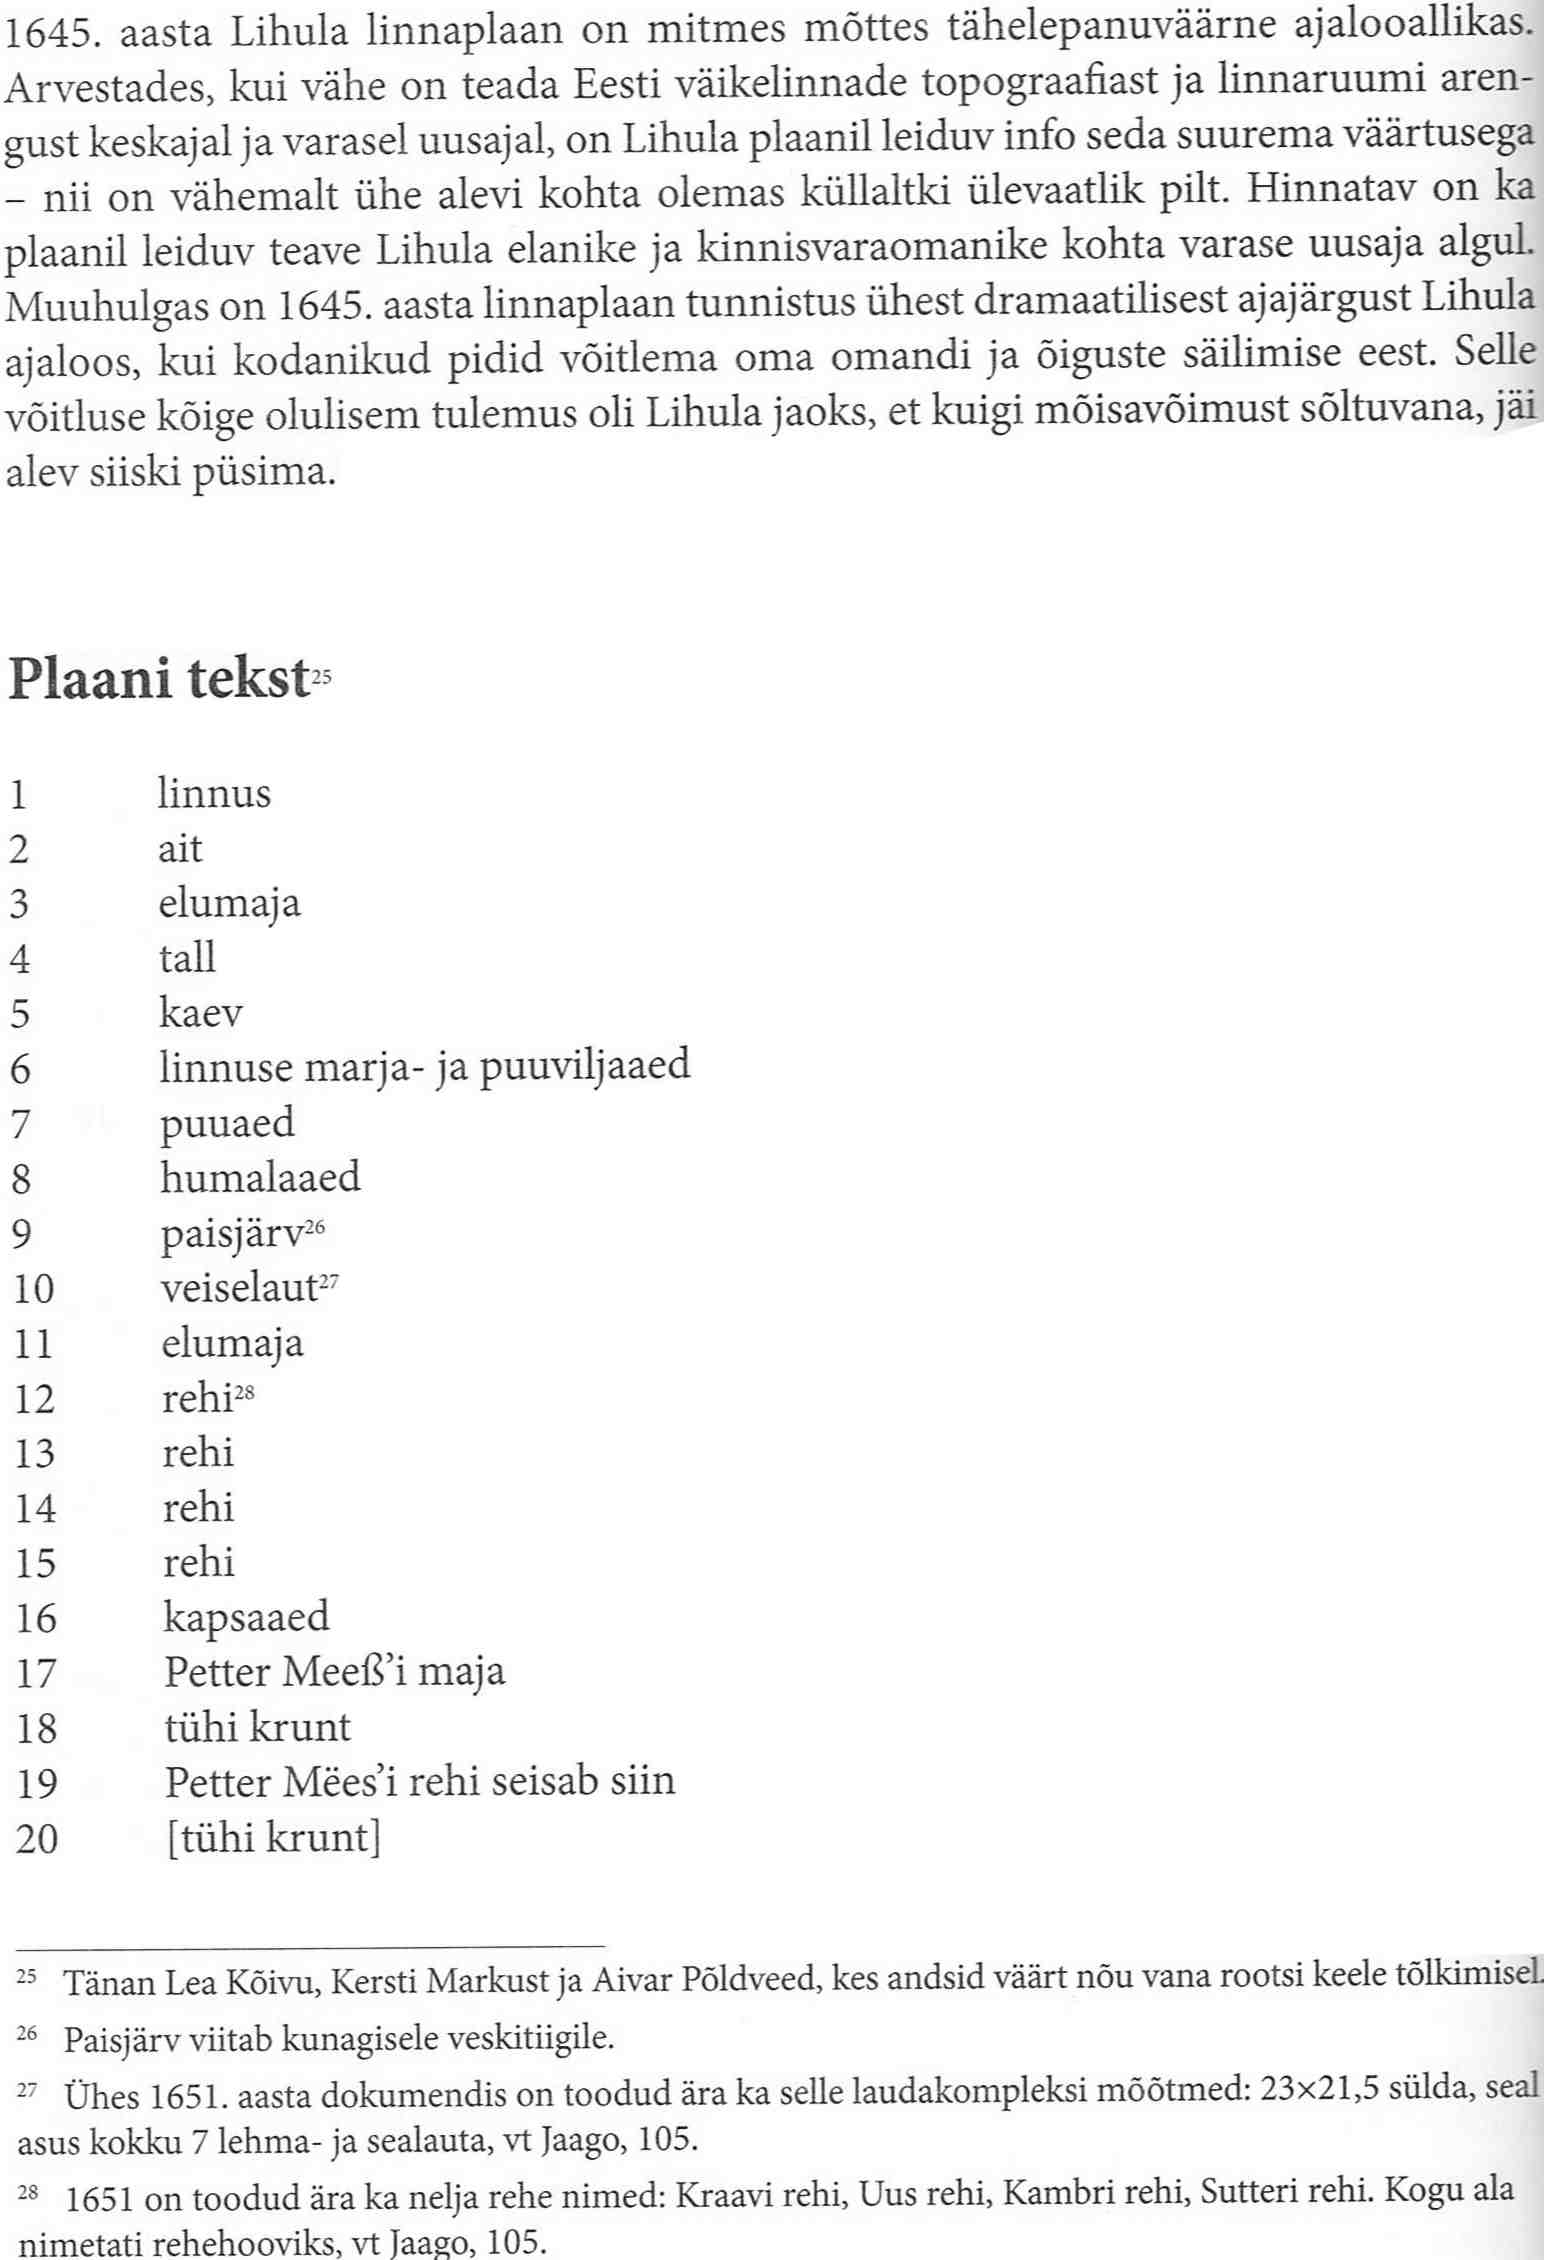 1645. aasta Lihula linnaplaan on mitmes mõttes tähelepanuväärne ajalooallikas.
Arvestades, kui vähe on teada Eesti väikelinnade topograafiast ja linnaruumi aren-
gust keskajal ja varasel uusajal, on Lihula plaanil leiduv info seda suurema väärtusega
– nii on vähemalt ühe alevi kohta olemas küllaltki ülevaatlik pilt. Hinnatav on ka
plaanil leiduv teave Lihula elanike ja kinnisvaraomanike kohta varase uusaja algul.
Muuhulgas on 1645. aasta linnaplaan tunnistus ühest dramaatilisest ajajärgust Lihula
ajaloos, kui kodanikud pidid võitlema oma omandi ja õiguste säilimise eest. Selle
võitluse kõige olulisem tulemus oli Lihula jaoks, et kuigi mõisavõimust sõltuvana, jäi
alev siiski püsima.
Plaani tekst²⁵
1 linnus
2 ait
3 elumaja
4 tall
5 kaev
6 linnuse marja- ja puuviljaaed
7 puuaed
8 humalaaed
9 paisjärv²⁶
10 veiselaut²⁷
11 elumaja
12 rehi²⁸
13 rehi
14 rehi
15 rehi
16 kapsaaed
17 Petter Meeß’i maja
18 tühi krunt
19 Petter Mëes’i rehi seisab siin
20 [tühi krunt]
²⁵ Tänan Lea Kõivu, Kersti Markust ja Aivar Põldveed, kes andsid väärt nõu vana rootsi keele tõlkimisel.
²⁶ Paisjärv viitab kunagisele veskitiigile.
²⁷ Ühes 1651. aasta dokumendis on toodud ära ka selle laudakompleksi mõõtmed: 23×21,5 sülda, seal
asus kokku 7 lehma- ja sealauta, vt Jaago, 105.
²⁸ 1651 on toodud ära ka nelja rehe nimed: Kraavi rehi, Uus rehi, Kambri rehi, Sutteri rehi. Kogu ala
nimetati rehehooviks, vt Jaago, 105.